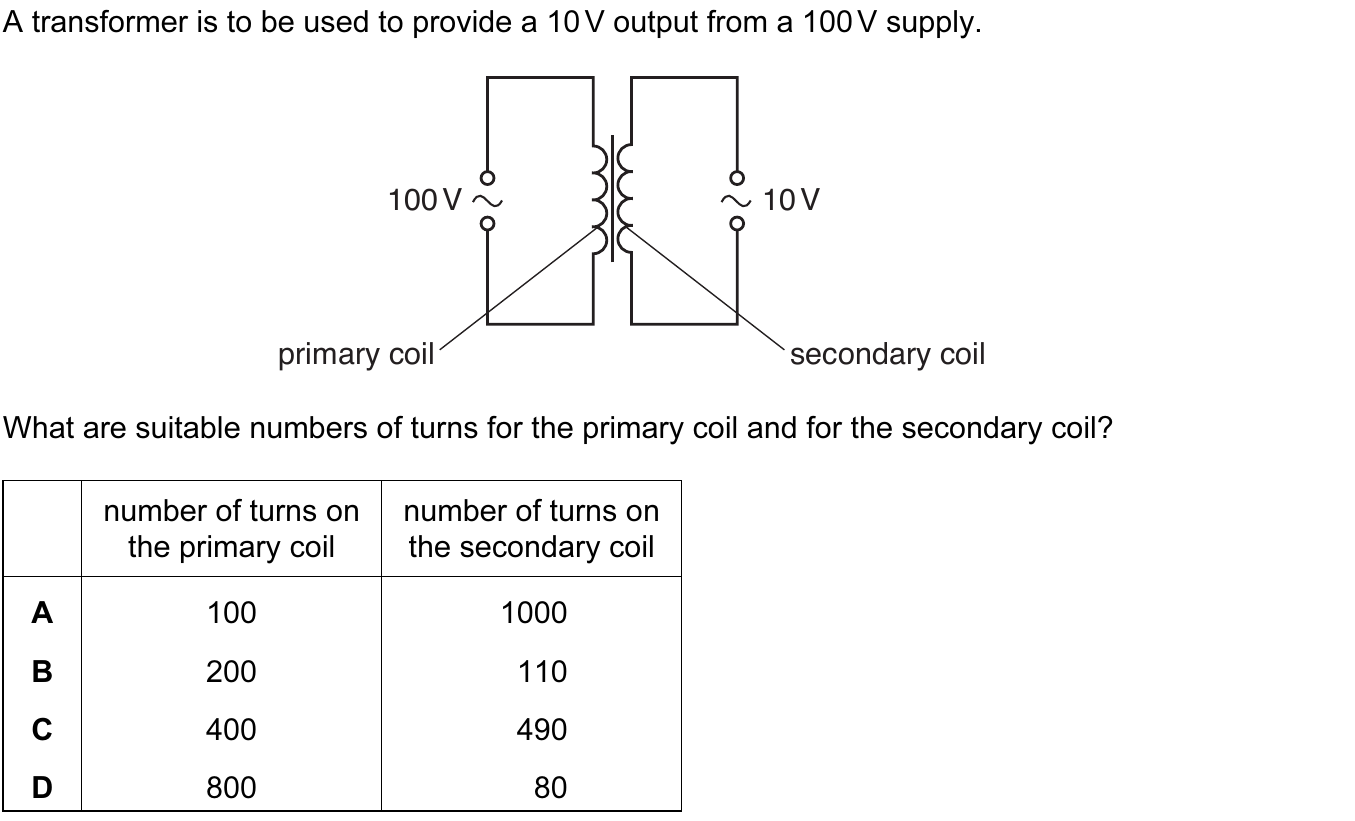 A transformer is to be used to provide a 10 V output from a 100 V supply.
100 V
10 V
primary coil
secondary coil
What are suitable numbers of turns for the primary coil and for the secondary coil?
number of turns on the primary coil
number of turns on the secondary coil
A 100 1000
B 200 110
C 400 490
D 800 80